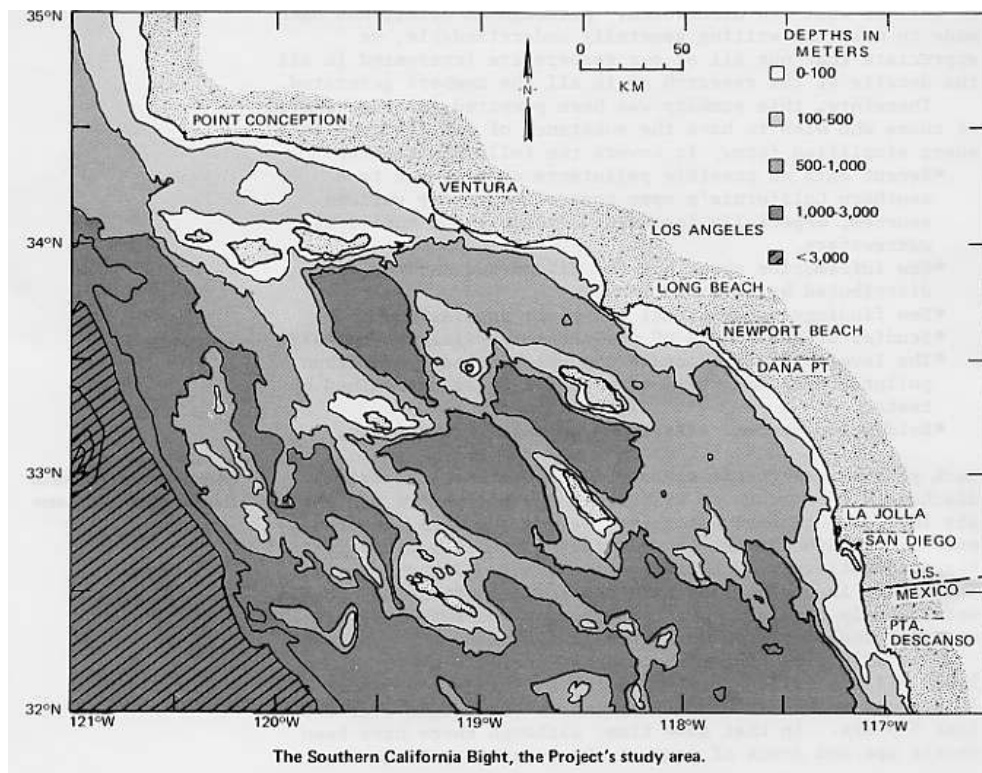 35°N
0 50
KM
-N-
DEPTHS IN
METERS
0-100
100-500
500-1,000
1,000-3,000
<3,000
POINT CONCEPTION
VENTURA
34°N
LOS ANGELES
LONG BEACH
NEWPORT BEACH
DANA PT.
33°N
LA JOLLA
SAN DIEGO
U.S.
MEXICO
PTA.
DESCANSO
32°N
121°W 120°W 119°W 118°W 117°W
The Southern California Bight, the Project's study area.